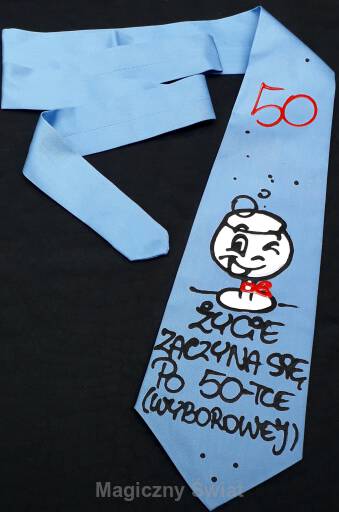 50
ŻYCIE
ZACZYNA SIĘ
PO 50-TCE
(WYBOROWEJ)
Magiczny Świat